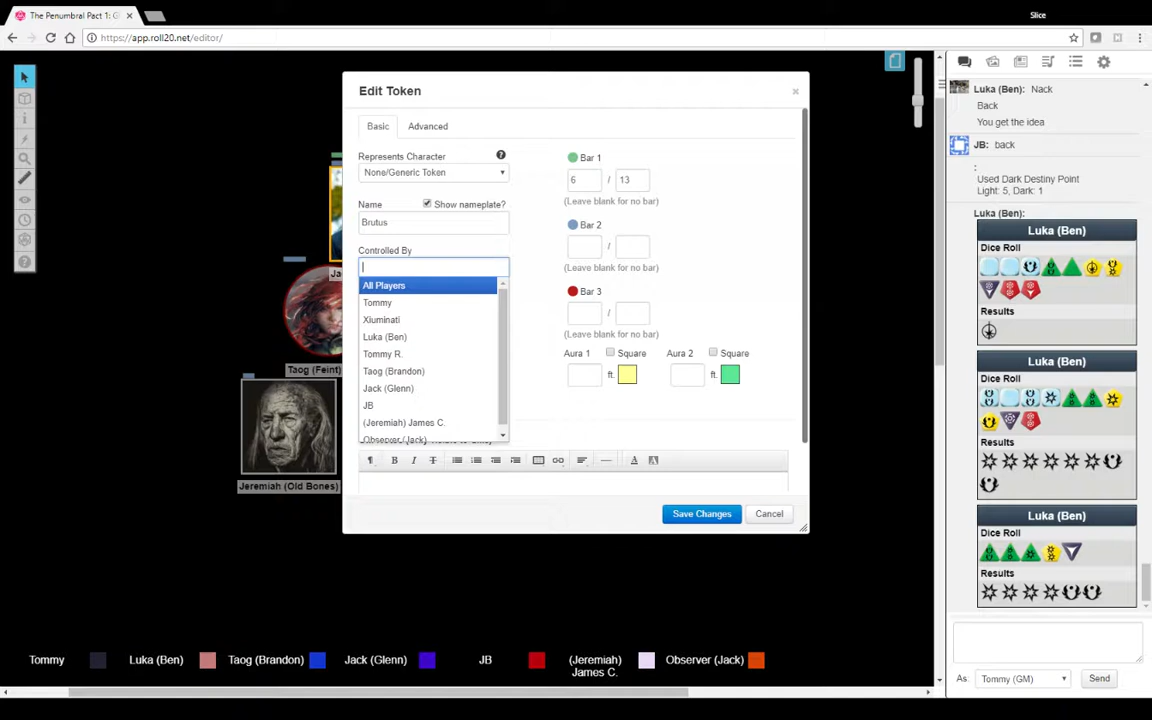 The Penumbral Pact 1: G
Slice
https://app.roll20.net/editor/
Edit Token
Basic
Advanced
Represents Character
None/Generic Token
Name
Show nameplate?
Brutus
Controlled By
All Players
Tommy
Xiuminati
Luka (Ben)
Tommy R.
Taog (Brandon)
Jack (Glenn)
JB
(Jeremiah) James C.
Observer (Jack)
Bar 1
6 / 13
(Leave blank for no bar)
Bar 2
/
(Leave blank for no bar)
Bar 3
/
(Leave blank for no bar)
Aura 1
Square
Aura 2
Square
ft.
ft.
Save Changes
Cancel
Ja
Taog (Feint)
Jeremiah (Old Bones)
Luka (Ben): Nack
Back
You get the idea
JB: back
:
Used Dark Destiny Point
Light: 5, Dark: 1
Luka (Ben):
Luka (Ben)
Dice Roll
Results
Luka (Ben)
Dice Roll
Results
Luka (Ben)
Dice Roll
Results
As:
Tommy (GM)
Send
Tommy
Luka (Ben)
Taog (Brandon)
Jack (Glenn)
JB
(Jeremiah)
James C.
Observer (Jack)